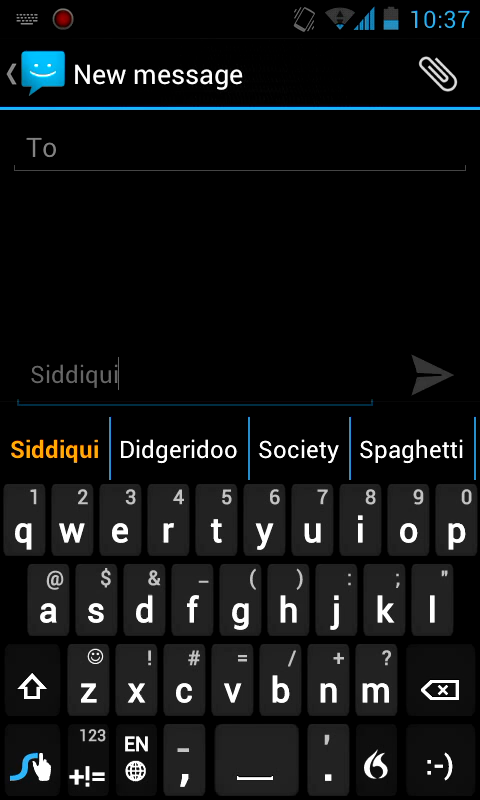 10:37
New message
To
Siddiqui
Siddiqui Didgeridoo Society Spaghetti
1 2 3 4 5 6 7 8 9 0
q w e r t y u i o p
@ $ & _ ( ) : ; "
a s d f g h j k l
! # = / + ?
z x c v b n m
123 EN - '
+!= , . :-)